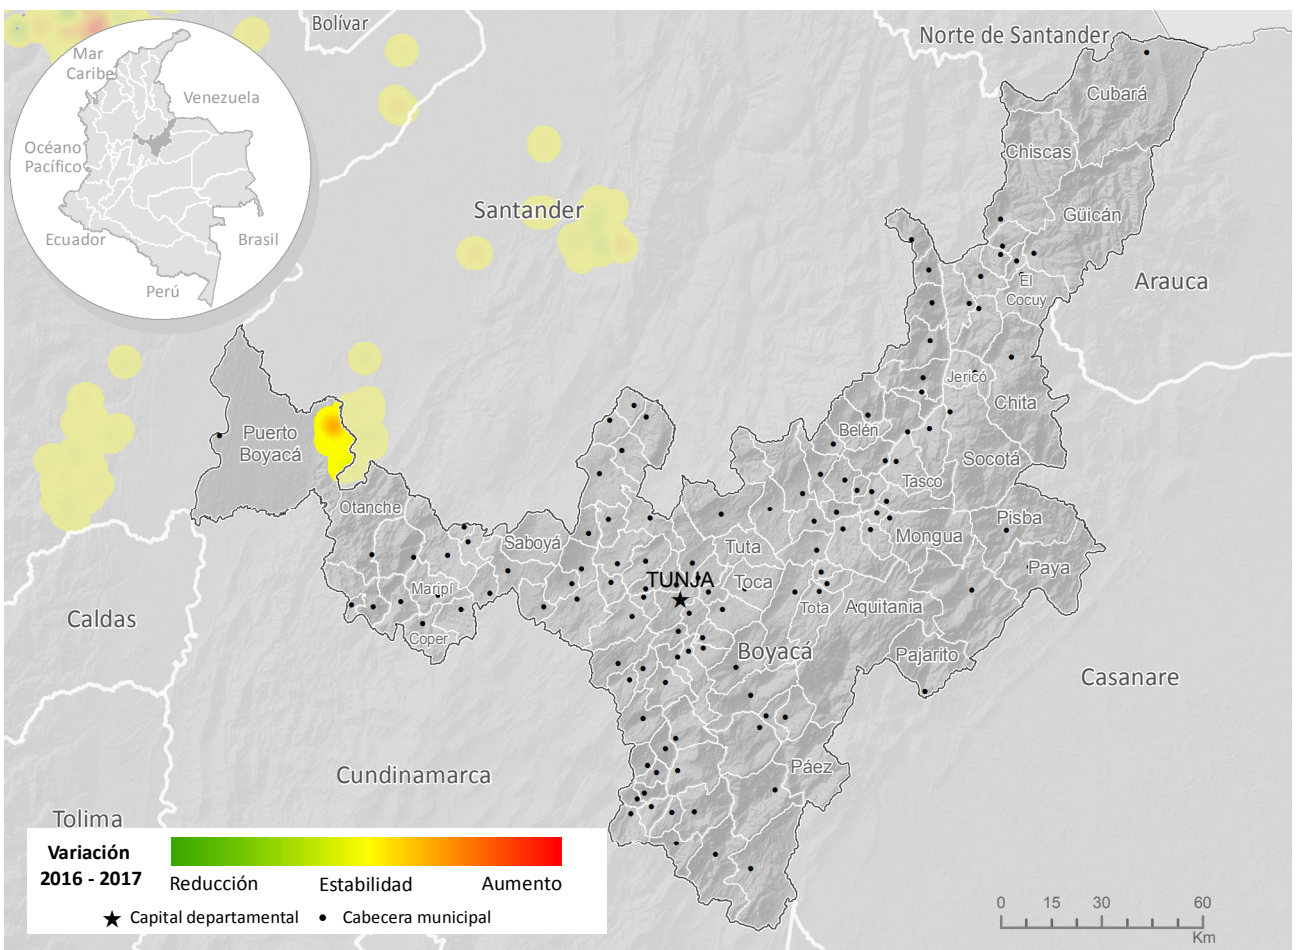 Bolívar
Norte de Santander
Mar
Caribe
Venezuela
Océano
Pacífico
Ecuador
Brasil
Perú
Cubará
Chiscas
Güicán
Santander
Arauca
El
Cocuy
Jericó
Chita
Belén
Puerto
Boyacá
Socotá
Tasco
Otanche
Pisba
Saboyá
Tuta
Mongua
Paya
TUNJA
Toca
Maripí
Tota
Aquitania
Caldas
Coper
Boyacá
Pajarito
Casanare
Cundinamarca
Páez
Tolima
Variación
2016 - 2017
Reducción
Estabilidad
Aumento
Capital departamental
Cabecera municipal
0 15 30 60
Km